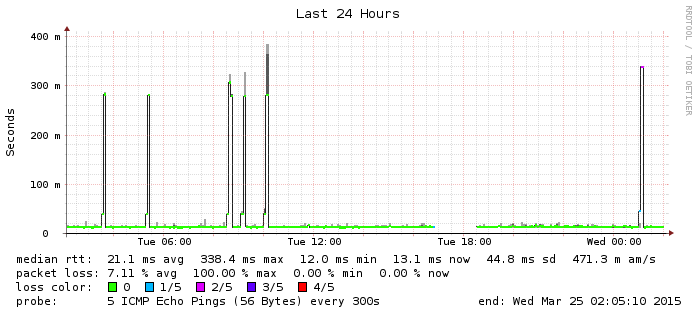 Last 24 Hours
RRDTOOL / TOBI OETIKER
Seconds
400 m
300 m
200 m
100 m
0
Tue 06:00 Tue 12:00 Tue 18:00 Wed 00:00
median rtt: 21.1 ms avg 338.4 ms max 12.0 ms min 13.1 ms now 44.8 ms sd 471.3 m am/s
packet loss: 7.11 % avg 100.00 % max 0.00 % min 0.00 % now
loss color: 0 1/5 2/5 3/5 4/5
probe: 5 ICMP Echo Pings (56 Bytes) every 300s end: Wed Mar 25 02:05:10 2015